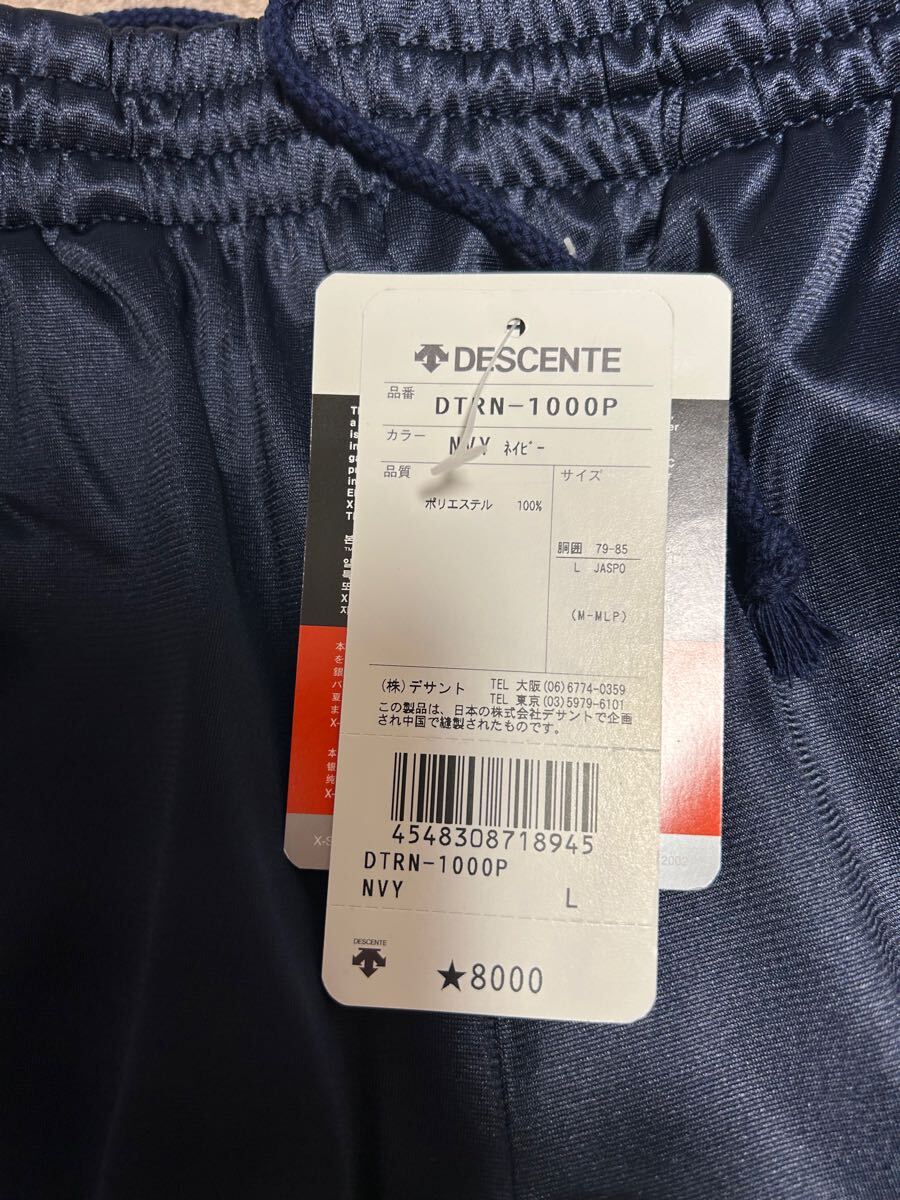 DESCENTE
品番 DTRN-1000P
カラー NVY ネイビー
品質
ポリエステル 100%
サイズ
胴囲 79-85
L JASPO
(M-MLP)
(株)デサント TEL 大阪(06)6774-0359
TEL 東京(03)5979-6101
この製品は、日本の株式会社デサントで企画
され中国で縫製されたものです。
4548308718945
DTRN-1000P
NVY L
DESCENTE
★8000
2002